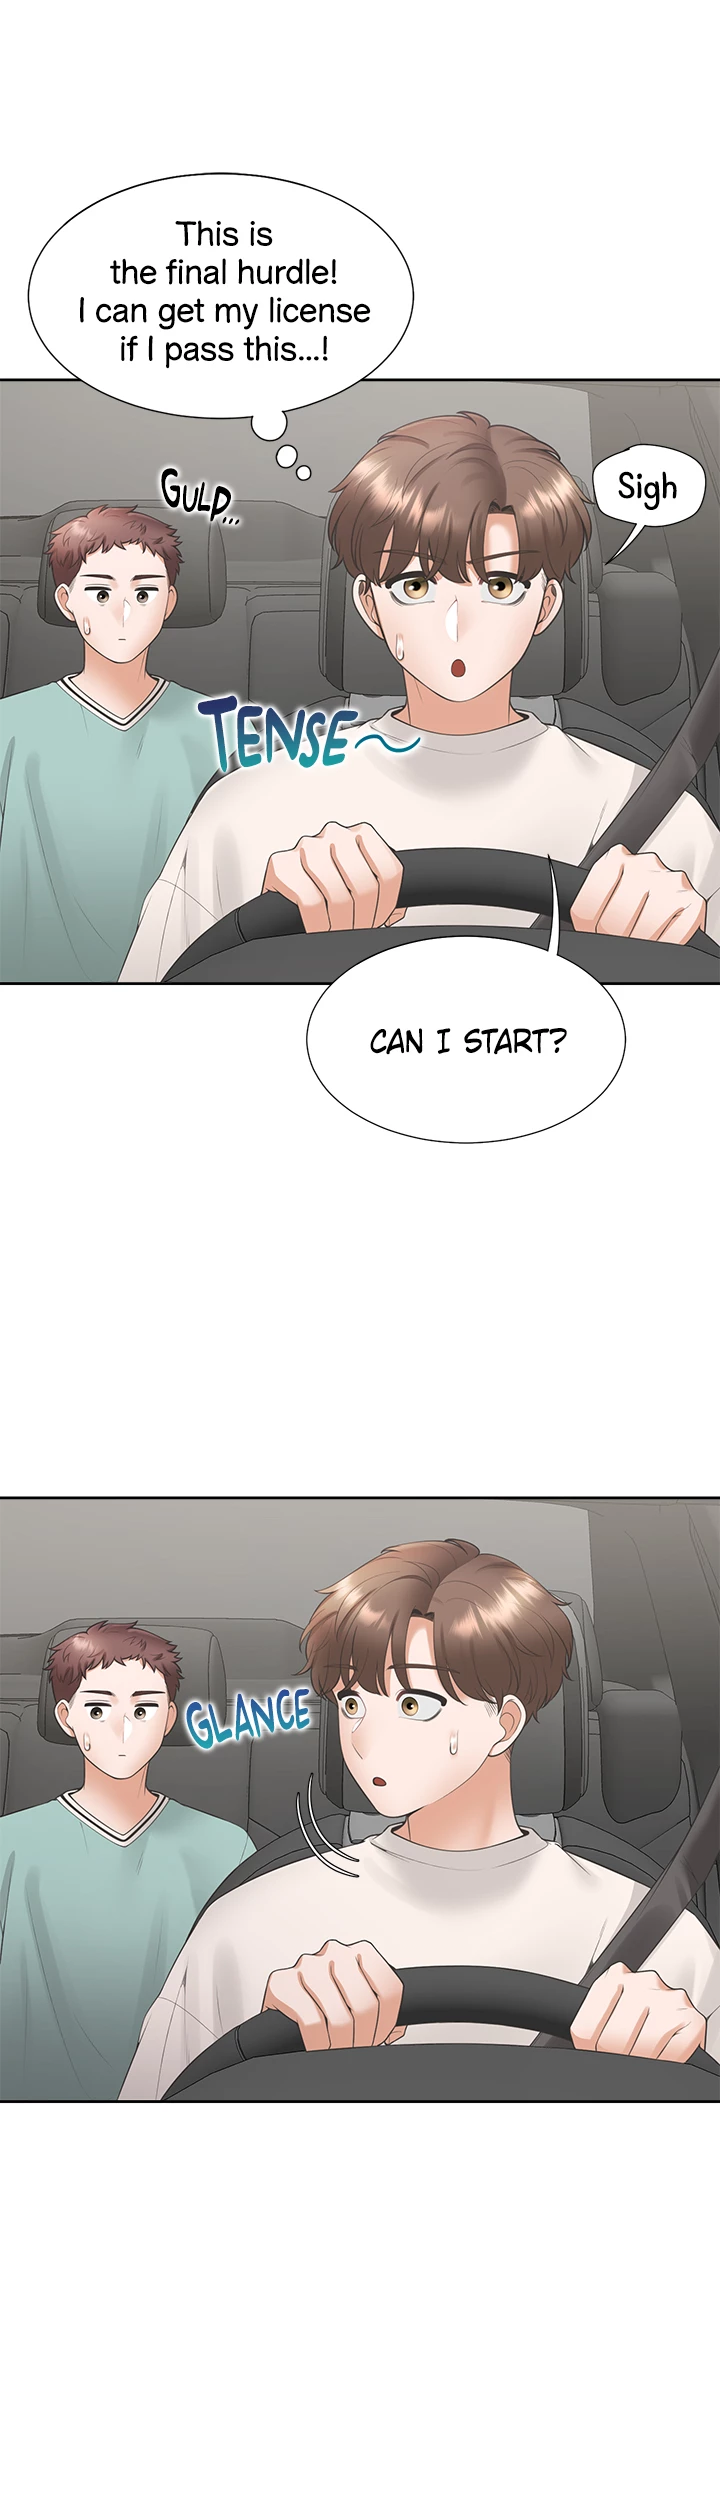 This is
the final hurdle!
I can get my license
if I pass this...!
GULP...
Sigh
TENSE~
CAN I START?
GLANCE